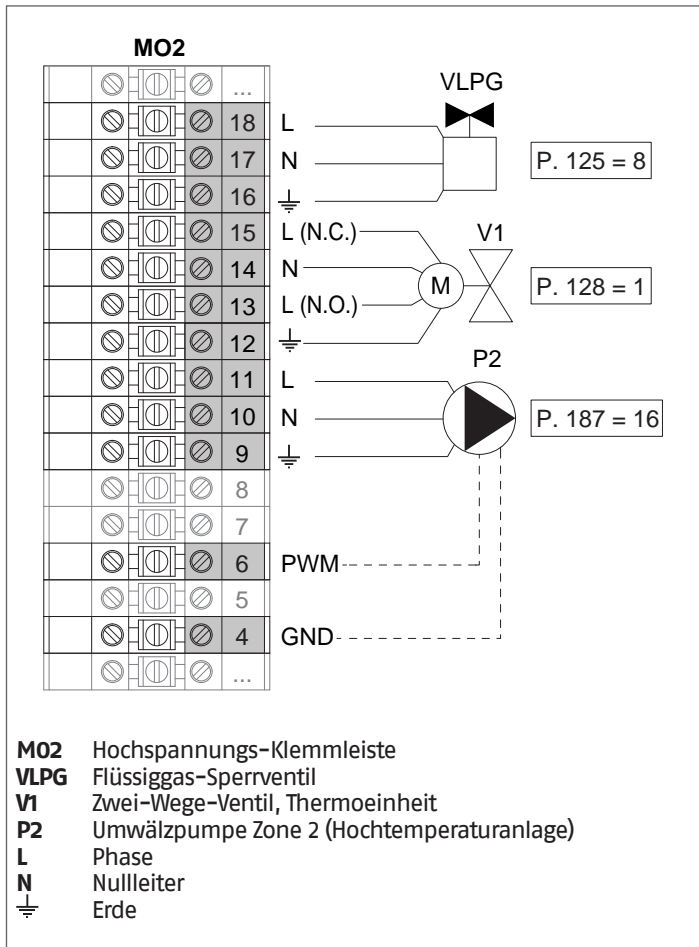 MO2
VLPG
...
18 L
17 N P. 125 = 8
16
15 L (N.C.) V1
14 N M P. 128 = 1
13 L (N.O.)
12
P2
11 L
10 N P. 187 = 16
9
8
7
6 PWM
5
4 GND
...
M02 Hochspannungs-Klemmleiste
VLPG Flüssiggas-Sperrventil
V1 Zwei-Wege-Ventil, Thermoeinheit
P2 Umwälzpumpe Zone 2 (Hochtemperaturanlage)
L Phase
N Nullleiter
⏚ Erde